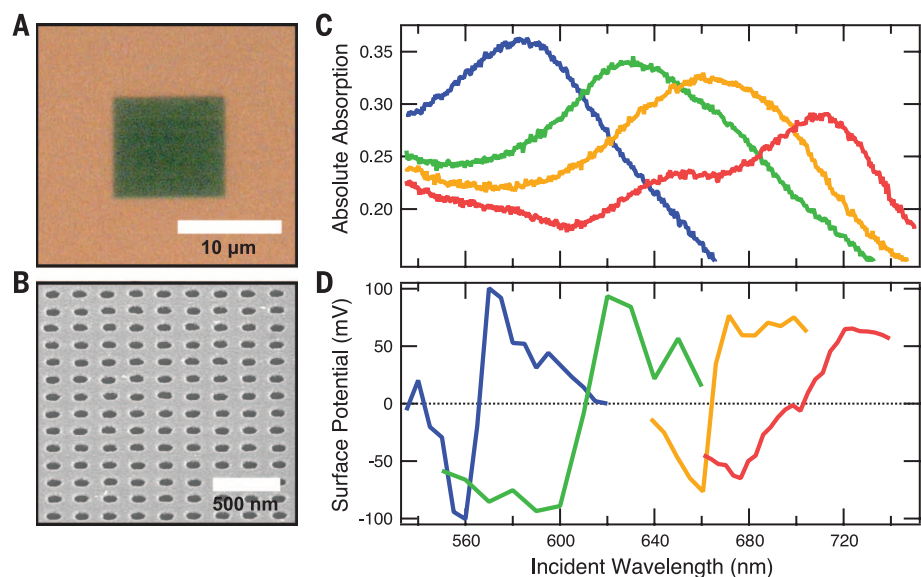 A
10 μm
B
500 nm
C
Absolute Absorption
0.35
0.30
0.25
0.20
D
Surface Potential (mV)
100
50
0
-50
-100
560
600
640
680
720
Incident Wavelength (nm)